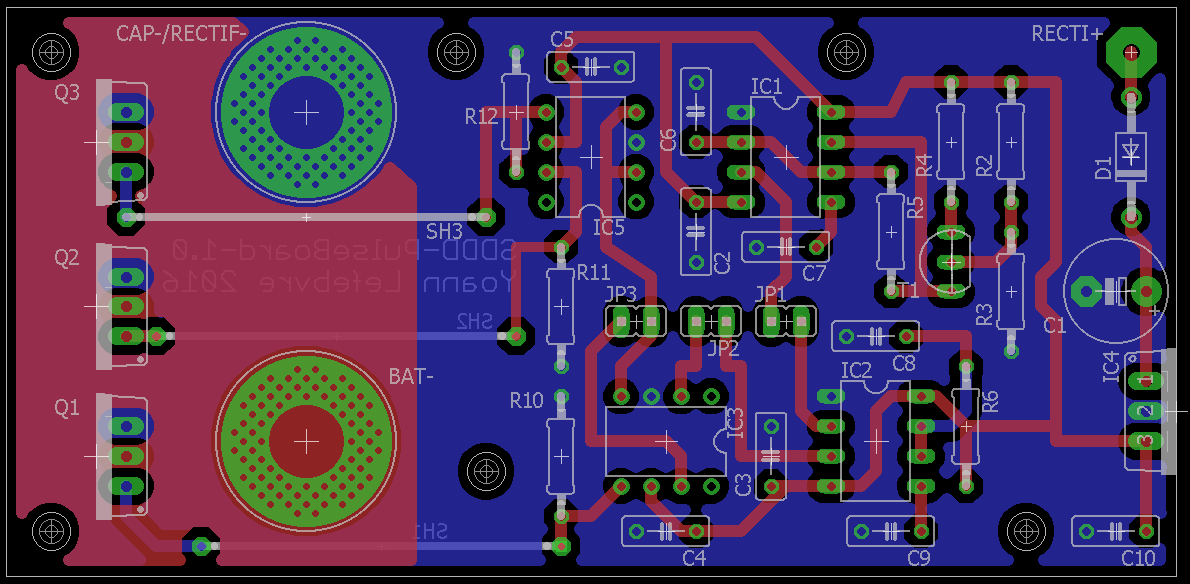 CAP-/RECTIF-
RECTI+
C5
Q3
IC1
R12
C6
R4
R2
D1
R5
SH3
IC5
C2
C7
SDDD-PulseBoard-1.0
Yoann Lefebvre 2016
Q2
R11
T1
JP3
JP1
R3
C1
+
SH2
JP2
C8
IC4
BAT-
IC2
1
R10
R6
Q1
IC3
2
3
C3
SH1
C4
C9
C10